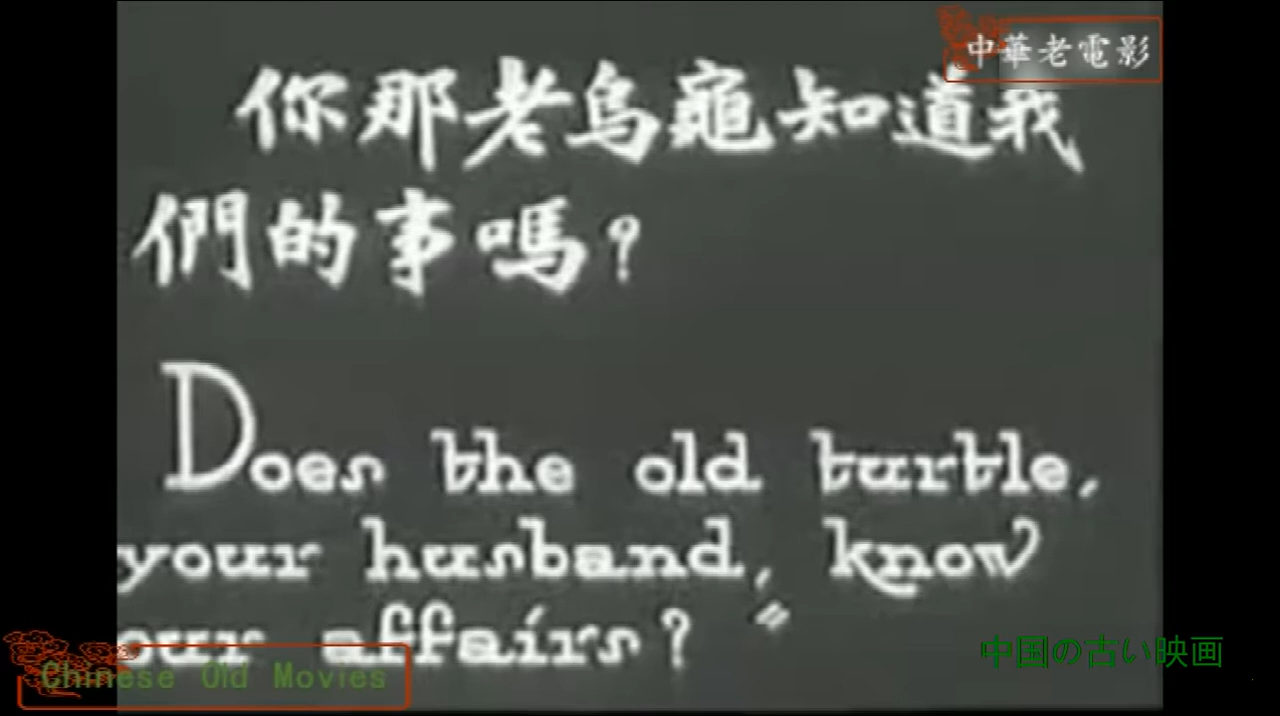 中華老電影
你那老烏龜知道我
們的事嗎？
Does the old turtle,
your husband, know
our affairs? "
Chinese Old Movies
中国の古い映画